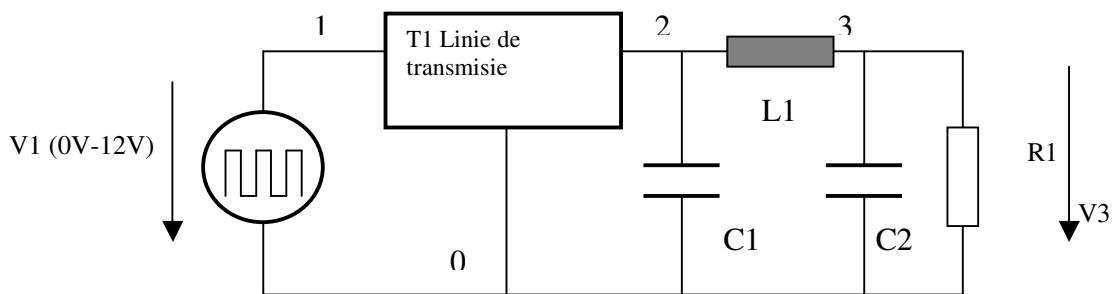 1
T1 Linie de
transmisie
2
3
V1 (0V-12V)
L1
R1
V3
C1
C2
0